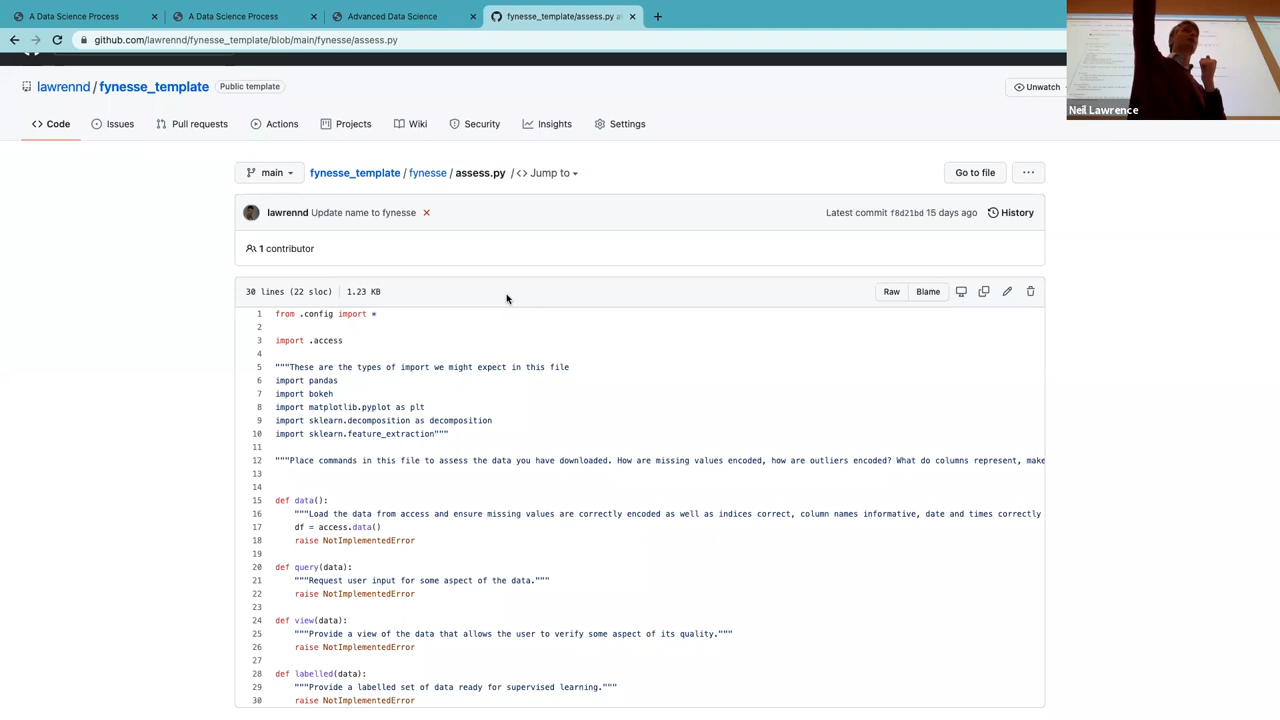 A Data Science Process
A Data Science Process
Advanced Data Science
fynesse_template/assess.py at
github.com/lawrennd/fynesse_template/blob/main/fynesse/assess.py
Neil Lawrence
lawrennd / fynesse_template Public template
Unwatch
Code Issues Pull requests Actions Projects Wiki Security Insights Settings
main fynesse_template / fynesse / assess.py / <> Jump to Go to file ...
lawrennd Update name to fynesse Latest commit f8d21bd 15 days ago History
1 contributor
30 lines (22 sloc) 1.23 KB Raw Blame
1 from .config import *
2
3 import .access
4
5 """These are the types of import we might expect in this file
6 import pandas
7 import bokeh
8 import matplotlib.pyplot as plt
9 import sklearn.decomposition as decomposition
10 import sklearn.feature_extraction"""
11
12 """Place commands in this file to assess the data you have downloaded. How are missing values encoded, how are outliers encoded? What do columns represent, make
13
14
15 def data():
16 """Load the data from access and ensure missing values are correctly encoded as well as indices correct, column names informative, date and times correctly
17 df = access.data()
18 raise NotImplementedError
19
20 def query(data):
21 """Request user input for some aspect of the data."""
22 raise NotImplementedError
23
24 def view(data):
25 """Provide a view of the data that allows the user to verify some aspect of its quality."""
26 raise NotImplementedError
27
28 def labelled(data):
29 """Provide a labelled set of data ready for supervised learning."""
30 raise NotImplementedError